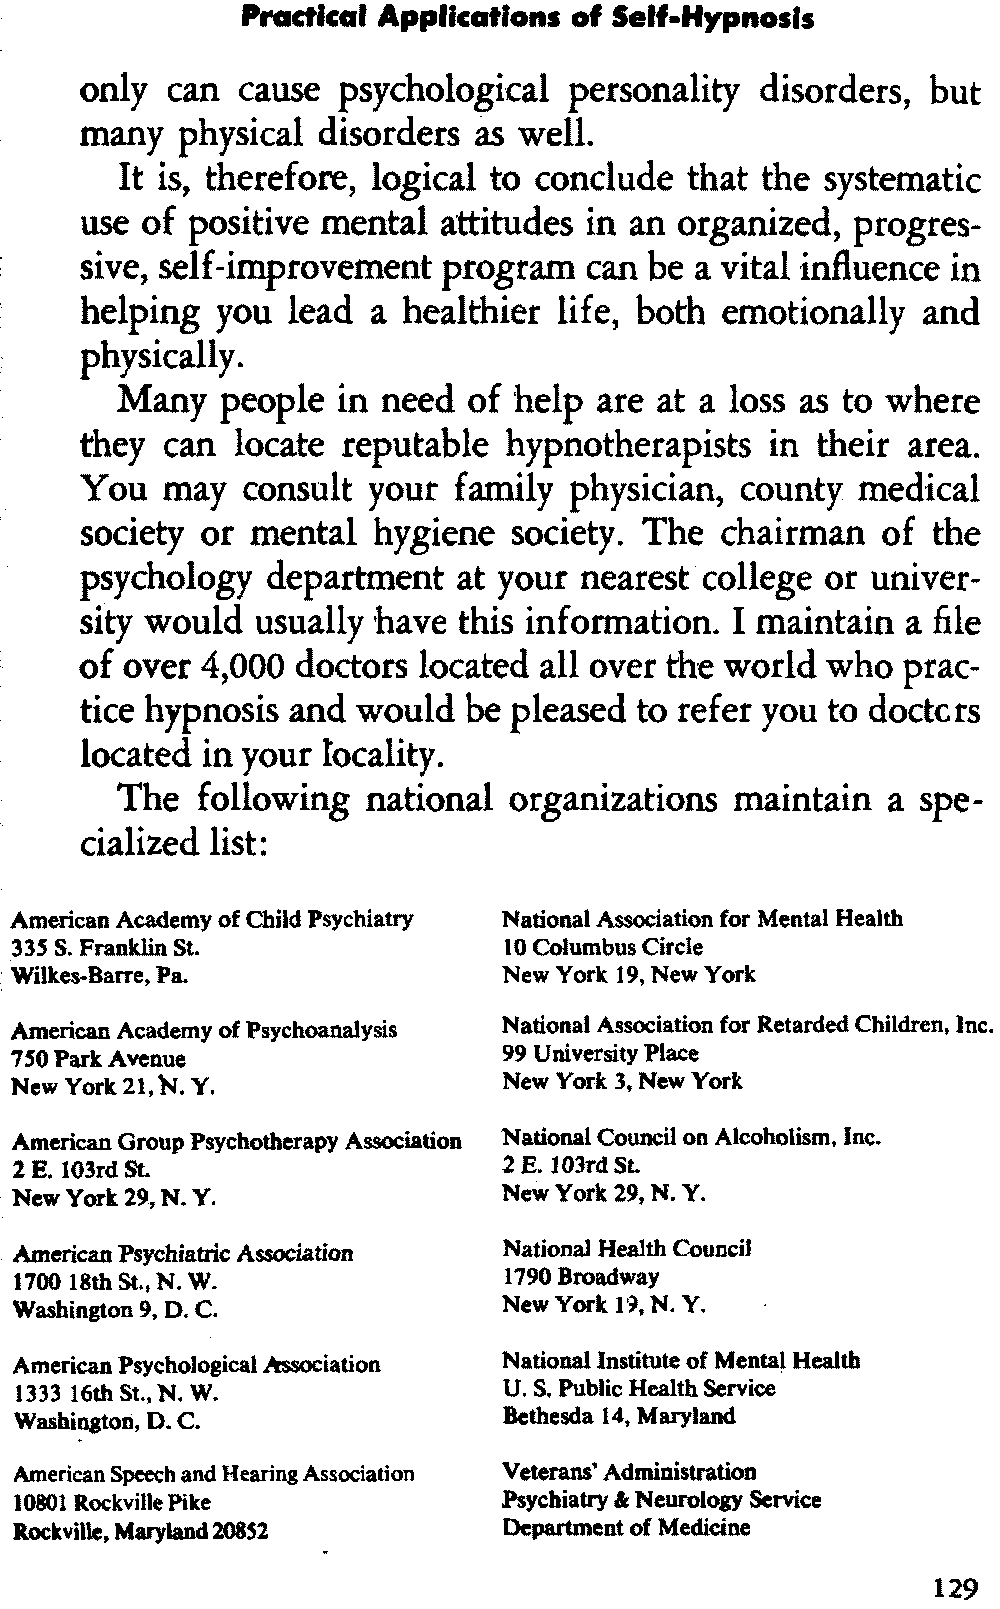 Practical Applications of Self-Hypnosis
only can cause psychological personality disorders, but
many physical disorders as well.
It is, therefore, logical to conclude that the systematic
use of positive mental attitudes in an organized, progres-
sive, self-improvement program can be a vital influence in
helping you lead a healthier life, both emotionally and
physically.
Many people in need of help are at a loss as to where
they can locate reputable hypnotherapists in their area.
You may consult your family physician, county medical
society or mental hygiene society. The chairman of the
psychology department at your nearest college or univer-
sity would usually have this information. I maintain a file
of over 4,000 doctors located all over the world who prac-
tice hypnosis and would be pleased to refer you to doctors
located in your locality.
The following national organizations maintain a spe-
cialized list:
American Academy of Child Psychiatry
335 S. Franklin St.
Wilkes-Barre, Pa.
American Academy of Psychoanalysis
750 Park Avenue
New York 21, N. Y.
American Group Psychotherapy Association
2 E. 103rd St.
New York 29, N. Y.
American Psychiatric Association
1700 18th St., N. W.
Washington 9, D. C.
American Psychological Association
1333 16th St., N. W.
Washington, D. C.
American Speech and Hearing Association
10801 Rockville Pike
Rockville, Maryland 20852
National Association for Mental Health
10 Columbus Circle
New York 19, New York
National Association for Retarded Children, Inc.
99 University Place
New York 3, New York
National Council on Alcoholism, Inc.
2 E. 103rd St.
New York 29, N. Y.
National Health Council
1790 Broadway
New York 19, N. Y.
National Institute of Mental Health
U. S. Public Health Service
Bethesda 14, Maryland
Veterans' Administration
Psychiatry & Neurology Service
Department of Medicine
129